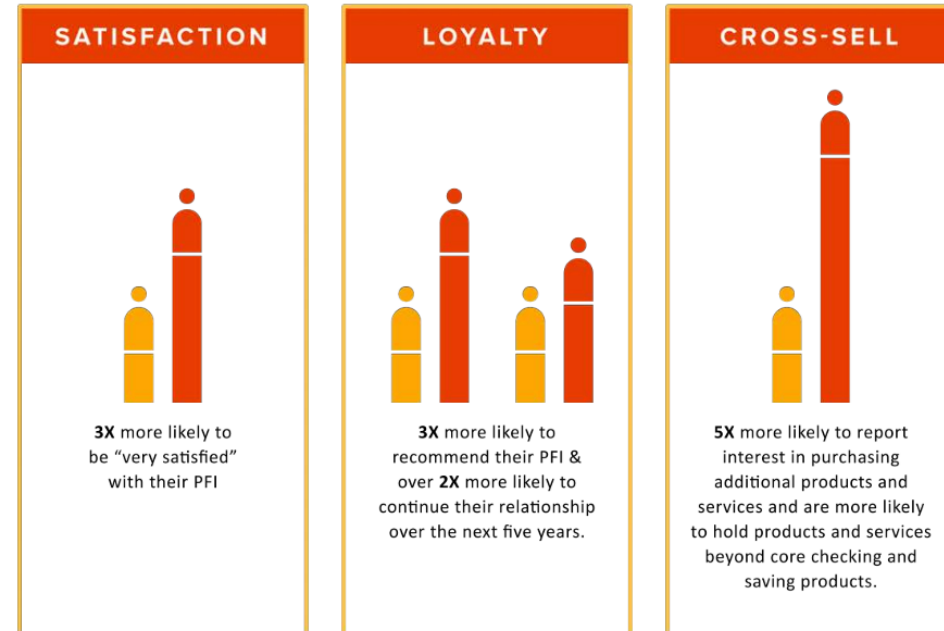 SATISFACTION
3X more likely to
be “very satisfied”
with their PFI
LOYALTY
3X more likely to
recommend their PFI &
over 2X more likely to
continue their relationship
over the next five years.
CROSS-SELL
5X more likely to report
interest in purchasing
additional products and
services and are more likely
to hold products and services
beyond core checking and
saving products.